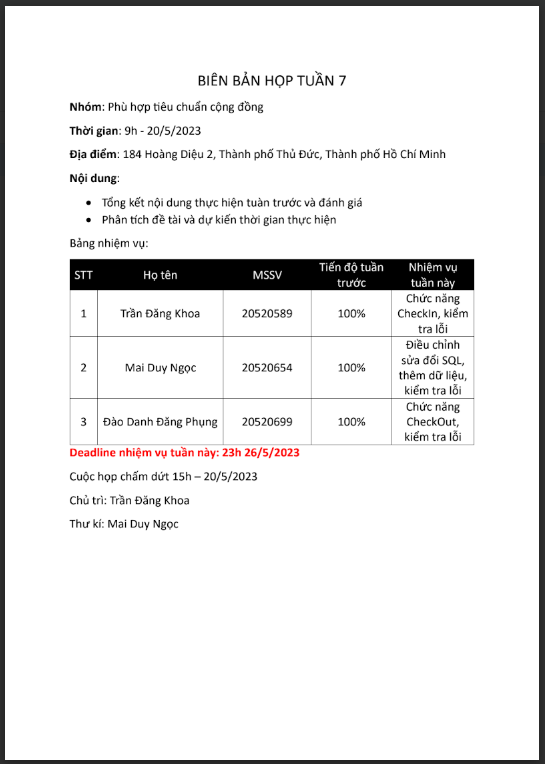 BIÊN BẢN HỌP TUẦN 7
Nhóm: Phù hợp tiêu chuẩn cộng đồng
Thời gian: 9h - 20/5/2023
Địa điểm: 184 Hoàng Diệu 2, Thành phố Thủ Đức, Thành phố Hồ Chí Minh
Nội dung:
• Tổng kết nội dung thực hiện tuàn trước và đánh giá
• Phân tích đề tài và dự kiến thời gian thực hiện
Bảng nhiệm vụ:
STT Họ tên MSSV Tiến độ tuần trước Nhiệm vụ tuần này
1 Trần Đăng Khoa 20520589 100% Chức năng CheckIn, kiểm tra lỗi
2 Mai Duy Ngọc 20520654 100% Điều chỉnh sửa đổi SQL, thêm dữ liệu, kiểm tra lỗi
3 Đào Danh Đăng Phụng 20520699 100% Chức năng CheckOut, kiểm tra lỗi
Deadline nhiệm vụ tuần này: 23h 26/5/2023
Cuộc họp chấm dứt 15h – 20/5/2023
Chủ trì: Trần Đăng Khoa
Thư kí: Mai Duy Ngọc